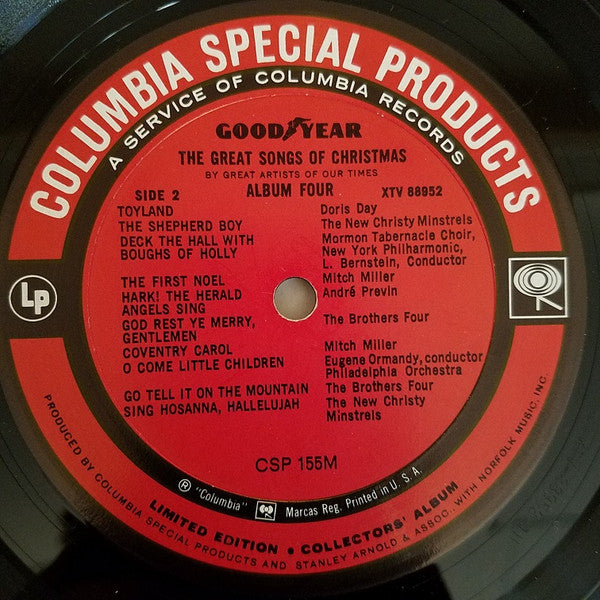 COLUMBIA SPECIAL PRODUCTS
A SERVICE OF COLUMBIA RECORDS
GOODYEAR
THE GREAT SONGS OF CHRISTMAS
BY GREAT ARTISTS OF OUR TIMES
SIDE 2 ALBUM FOUR XTV 88952
TOYLAND Doris Day
THE SHEPHERD BOY The New Christy Minstrels
DECK THE HALL WITH Mormon Tabernacle Choir,
BOUGHS OF HOLLY New York Philharmonic,
L. Bernstein, Conductor
THE FIRST NOEL Mitch Miller
HARK! THE HERALD André Previn
ANGELS SING
GOD REST YE MERRY, The Brothers Four
GENTLEMEN
COVENTRY CAROL Mitch Miller
O COME LITTLE CHILDREN Eugene Ormandy, conductor
Philadelphia Orchestra
GO TELL IT ON THE MOUNTAIN The Brothers Four
SING HOSANNA, HALLELUJAH The New Christy
Minstrels
Lp
CSP 155M
® "Columbia" Marcas Reg. Printed in U.S.A.
LIMITED EDITION • COLLECTORS' ALBUM
PRODUCED BY COLUMBIA SPECIAL PRODUCTS AND STANLEY ARNOLD & ASSOC. WITH NORFOLK MUSIC, INC.